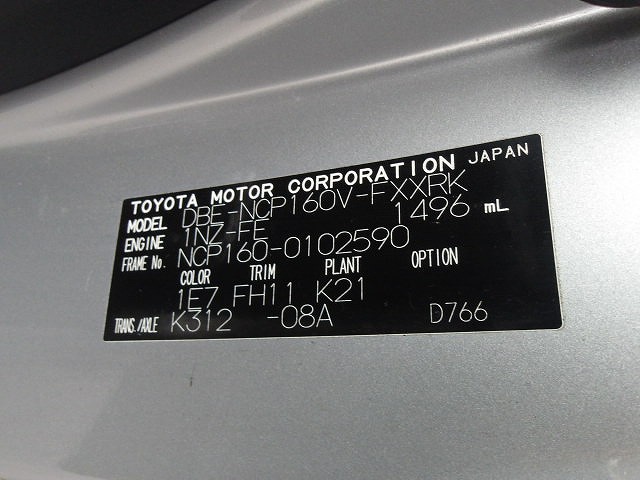 TOYOTA MOTOR CORPORATION JAPAN
MODEL DBE-NCP160V-FXXRK
ENGINE 1NZ-FE 1496 mL
FRAME No. NCP160-0102590
COLOR TRIM PLANT OPTION
1E7 FH11 K21
TRANS./AXLE K312 -08A D766